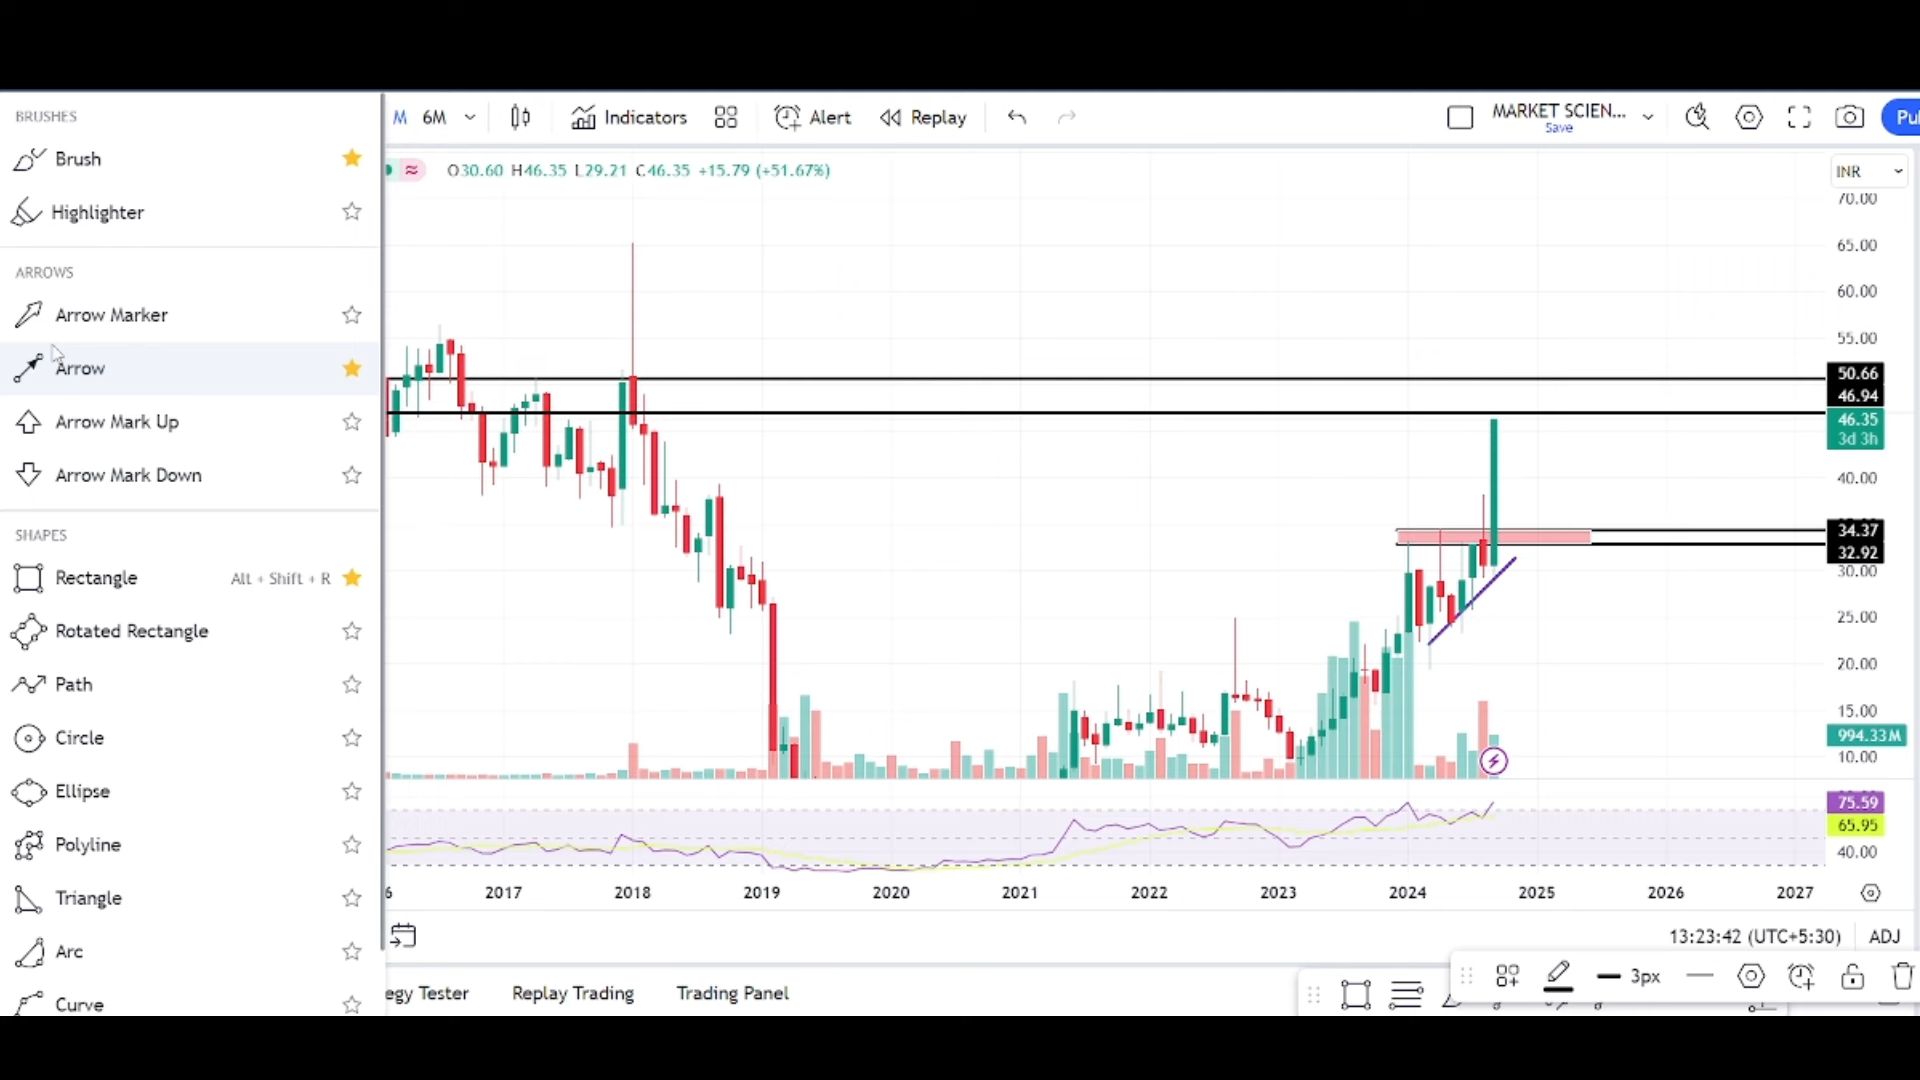 BRUSHES
Brush
Highlighter
ARROWS
Arrow Marker
Arrow
Arrow Mark Up
Arrow Mark Down
SHAPES
Rectangle Alt + Shift + R
Rotated Rectangle
Path
Circle
Ellipse
Polyline
Triangle
Arc
Curve
M 6M Indicators Alert Replay
MARKET SCIEN...
Save
Pu
O30.60 H46.35 L29.21 C46.35 +15.79 (+51.67%)
INR
70.00
65.00
60.00
55.00
50.66
46.94
46.35
3d 3h
40.00
34.37
32.92
30.00
25.00
20.00
15.00
994.33M
10.00
75.59
65.95
40.00
6 2017 2018 2019 2020 2021 2022 2023 2024 2025 2026 2027
13:23:42 (UTC+5:30) ADJ
3px
egy Tester Replay Trading Trading Panel